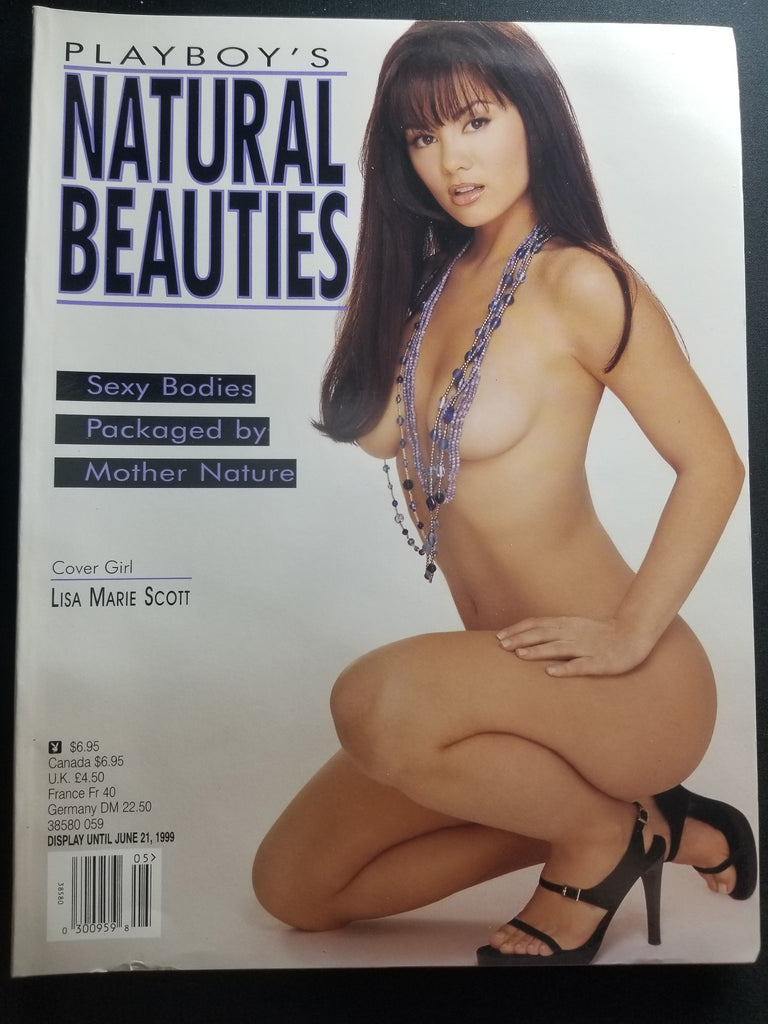 PLAYBOY'S
NATURAL
BEAUTIES
Sexy Bodies
Packaged by
Mother Nature
Cover Girl
LISA MARIE SCOTT
$6.95
Canada $6.95
U.K. £4.50
France Fr 40
Germany DM 22.50
38580 059
DISPLAY UNTIL JUNE 21, 1999
05>
38580
0 300959 8